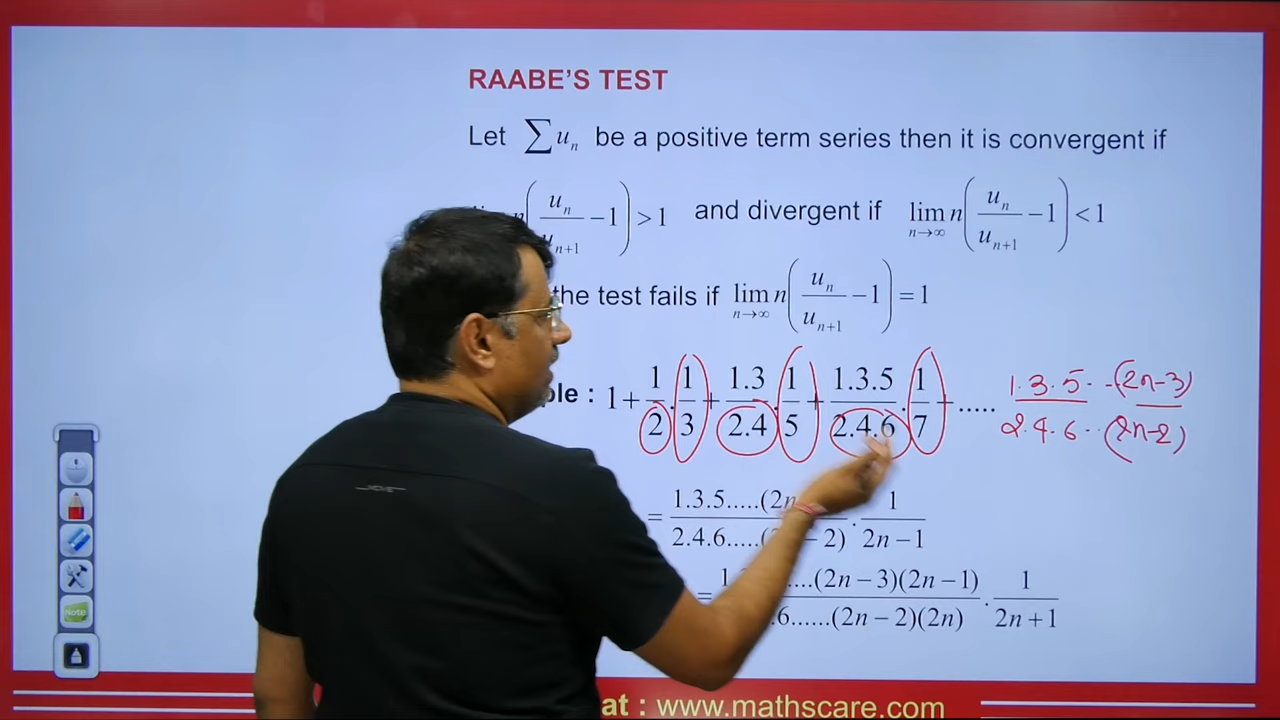 RAABE'S TEST
Let ∑uₙ be a positive term series then it is convergent if
n(uₙ/uₙ₊₁ − 1) > 1 and divergent if lim n→∞ n(uₙ/uₙ₊₁ − 1) < 1
the test fails if lim n→∞ n(uₙ/uₙ₊₁ − 1) = 1
: 1 + 1/2 . 1/3 + 1.3/2.4 . 1/5 + 1.3.5/2.4.6 . 1/7 + ..... 1.3.5. -(2n-3) / 2.4.6. .(2n-2)
= 1.3.5.....(2n / 2.4.6..... 2) . 1/(2n−1)
= ....(2n−3)(2n−1) / .6......(2n−2)(2n) . 1/(2n+1)
Note
at : www.mathscare.com